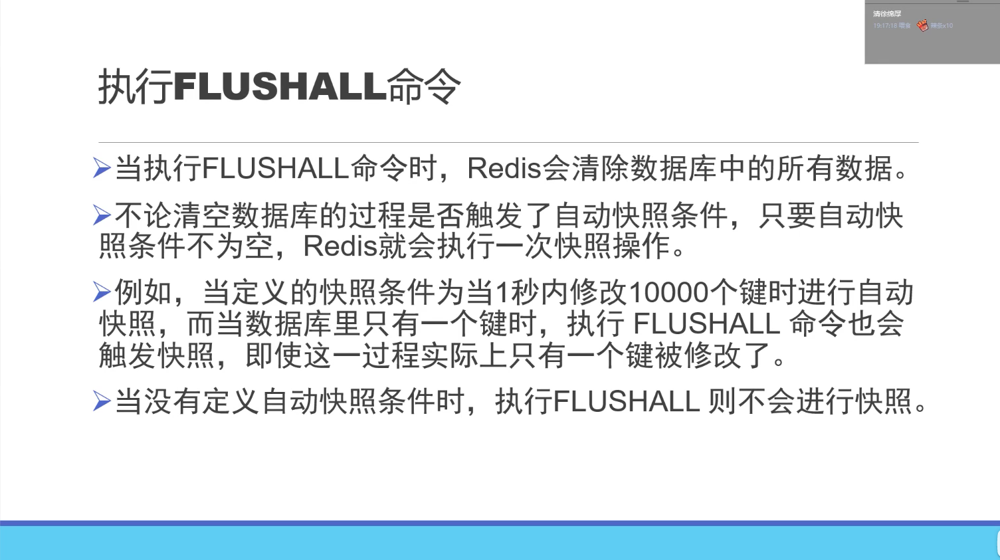 清徐绵厚
19:17:18 喂食 辣条x10
执行FLUSHALL命令
当执行FLUSHALL命令时，Redis会清除数据库中的所有数据。
不论清空数据库的过程是否触发了自动快照条件，只要自动快
照条件不为空，Redis就会执行一次快照操作。
例如，当定义的快照条件为当1秒内修改10000个键时进行自动
快照，而当数据库里只有一个键时，执行 FLUSHALL 命令也会
触发快照，即使这一过程实际上只有一个键被修改了。
当没有定义自动快照条件时，执行FLUSHALL 则不会进行快照。